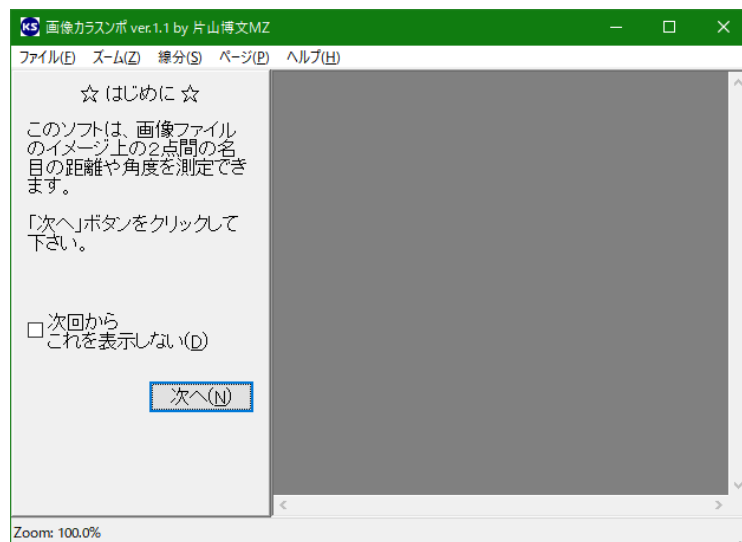 KS 画像カラスンポ ver.1.1 by 片山博文MZ
ファイル(F) ズーム(Z) 線分(S) ページ(P) ヘルプ(H)
☆ はじめに ☆
このソフトは、画像ファイル
のイメージ上の2点間の名
目の距離や角度を測定でき
ます。
「次へ」ボタンをクリックして
下さい。
次回から
これを表示しない(D)
次へ(N)
Zoom: 100.0%